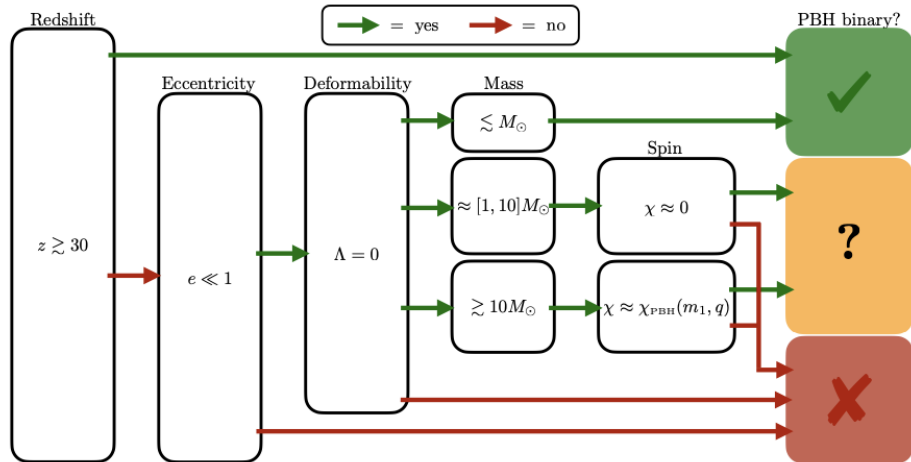 Redshift
= yes
= no
PBH binary?
Eccentricity
Deformability
Mass
≲ M⊙
Spin
≈ [1, 10]M⊙
χ ≈ 0
z ≳ 30
e ≪ 1
Λ = 0
≳ 10M⊙
χ ≈ χPBH(m1, q)
?